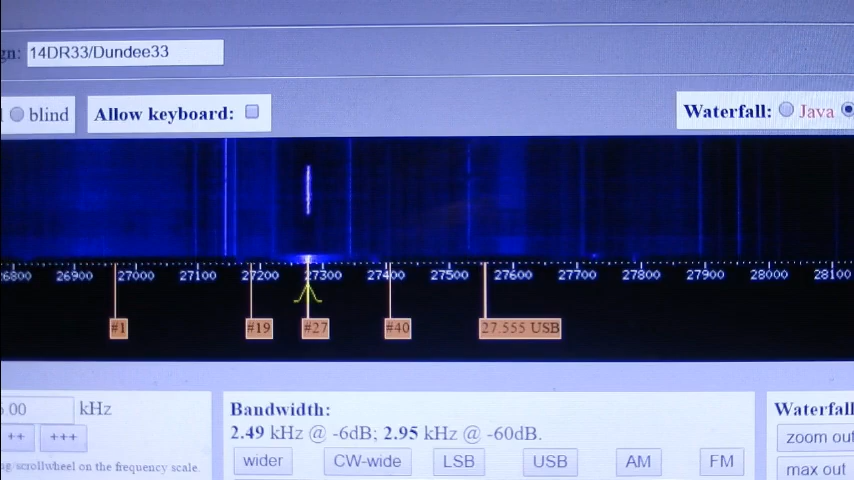 gn: 14DR33/Dundee33
blind Allow keyboard: Waterfall: Java
26800 26900 27000 27100 27200 27300 27400 27500 27600 27700 27800 27900 28000 28100
#1 #19 #27 #40 27.555 USB
00 kHz Bandwidth: Waterfall
2.49 kHz @ -6dB; 2.95 kHz @ -60dB.
++ +++ zoom out
wider CW-wide LSB USB AM FM
scrollwheel on the frequency scale.
max out